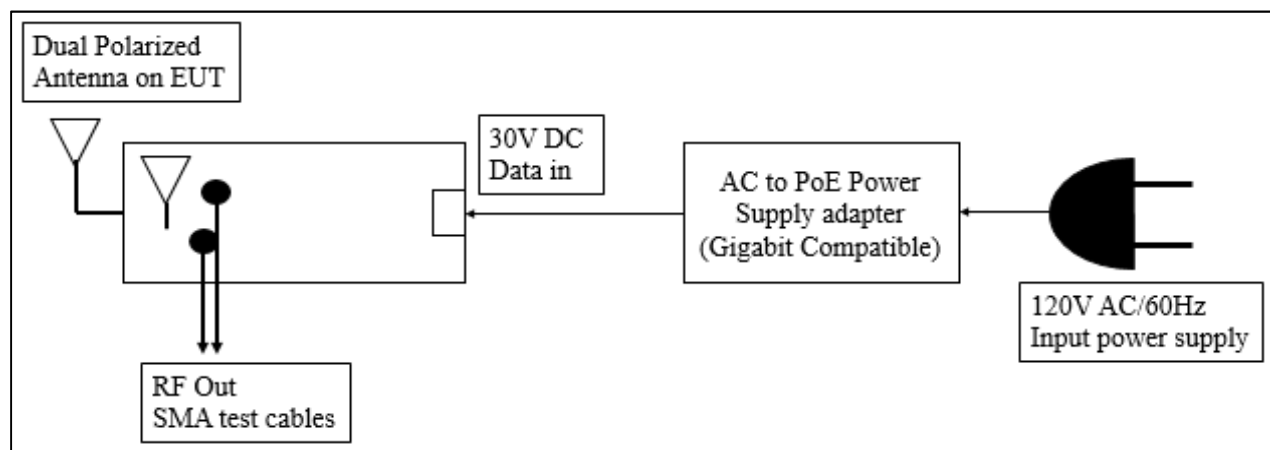 Dual Polarized
Antenna on EUT
30V DC
Data in
AC to PoE Power
Supply adapter
(Gigabit Compatible)
120V AC/60Hz
Input power supply
RF Out
SMA test cables